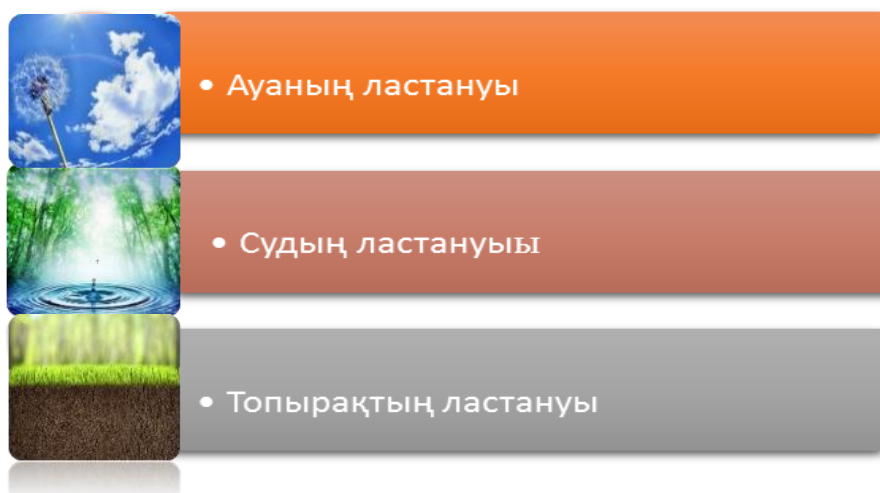 • Ауаның ластануы
• Судың ластануыы
• Топырақтың ластануы